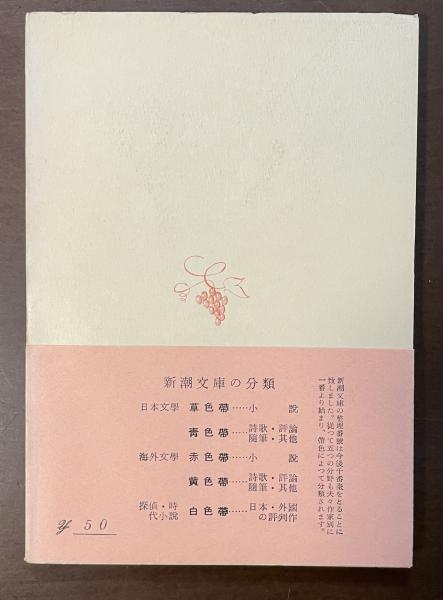 新潮文庫の分類
日本文學 草色帶……小說
靑色帶……詩歌・評論
隨筆・其他
海外文學 赤色帶……小說
黃色帶……詩歌・評論
隨筆・其他
探偵・時
代小說 白色帶……日本・外國
の評判作
新潮文庫の整理番號は今後千番臺をとることに
致しました。從つて五つの分野も夫々作家別に
一番より始まり、帶色によつて分類されます。
¥ 50